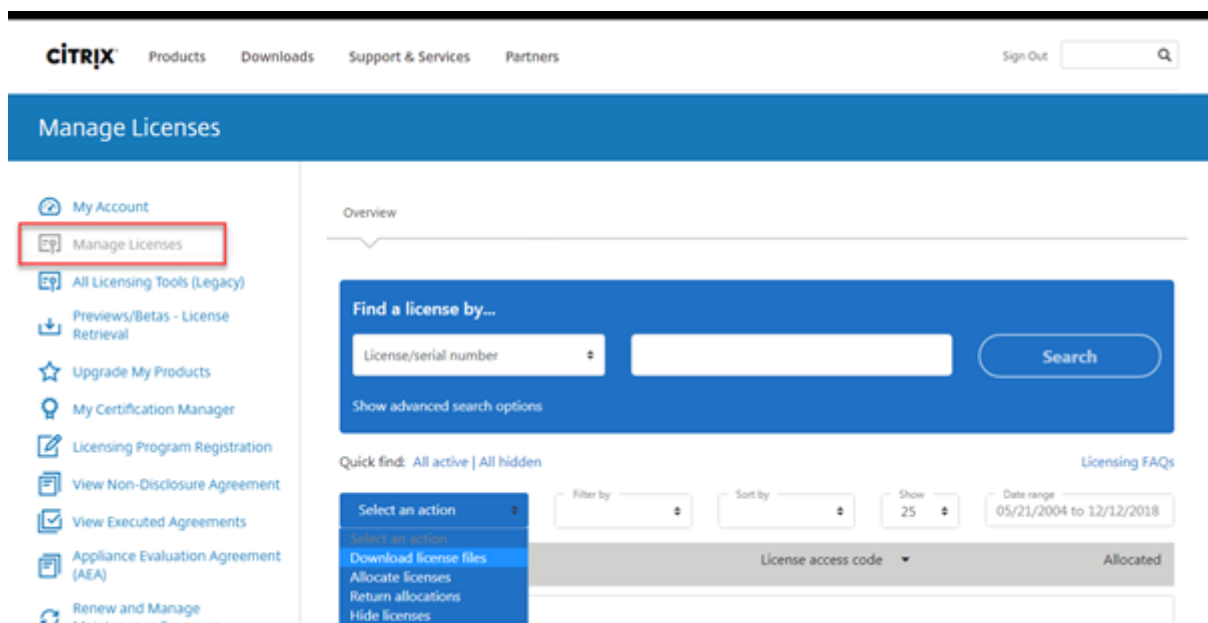 CİTRIX Products Downloads Support & Services Partners Sign Out
Manage Licenses
My Account
Manage Licenses
All Licensing Tools (Legacy)
Previews/Betas - License
Retrieval
Upgrade My Products
My Certification Manager
Licensing Program Registration
View Non-Disclosure Agreement
View Executed Agreements
Appliance Evaluation Agreement
(AEA)
Renew and Manage
Maintenance Programs
Overview
Find a license by...
License/serial number
Search
Show advanced search options
Quick find: All active | All hidden
Licensing FAQs
Select an action
Filter by
Sort by
Show
25
Date range
05/21/2004 to 12/12/2018
Select an action
Download license files
Allocate licenses
Return allocations
Hide licenses
License access code
Allocated